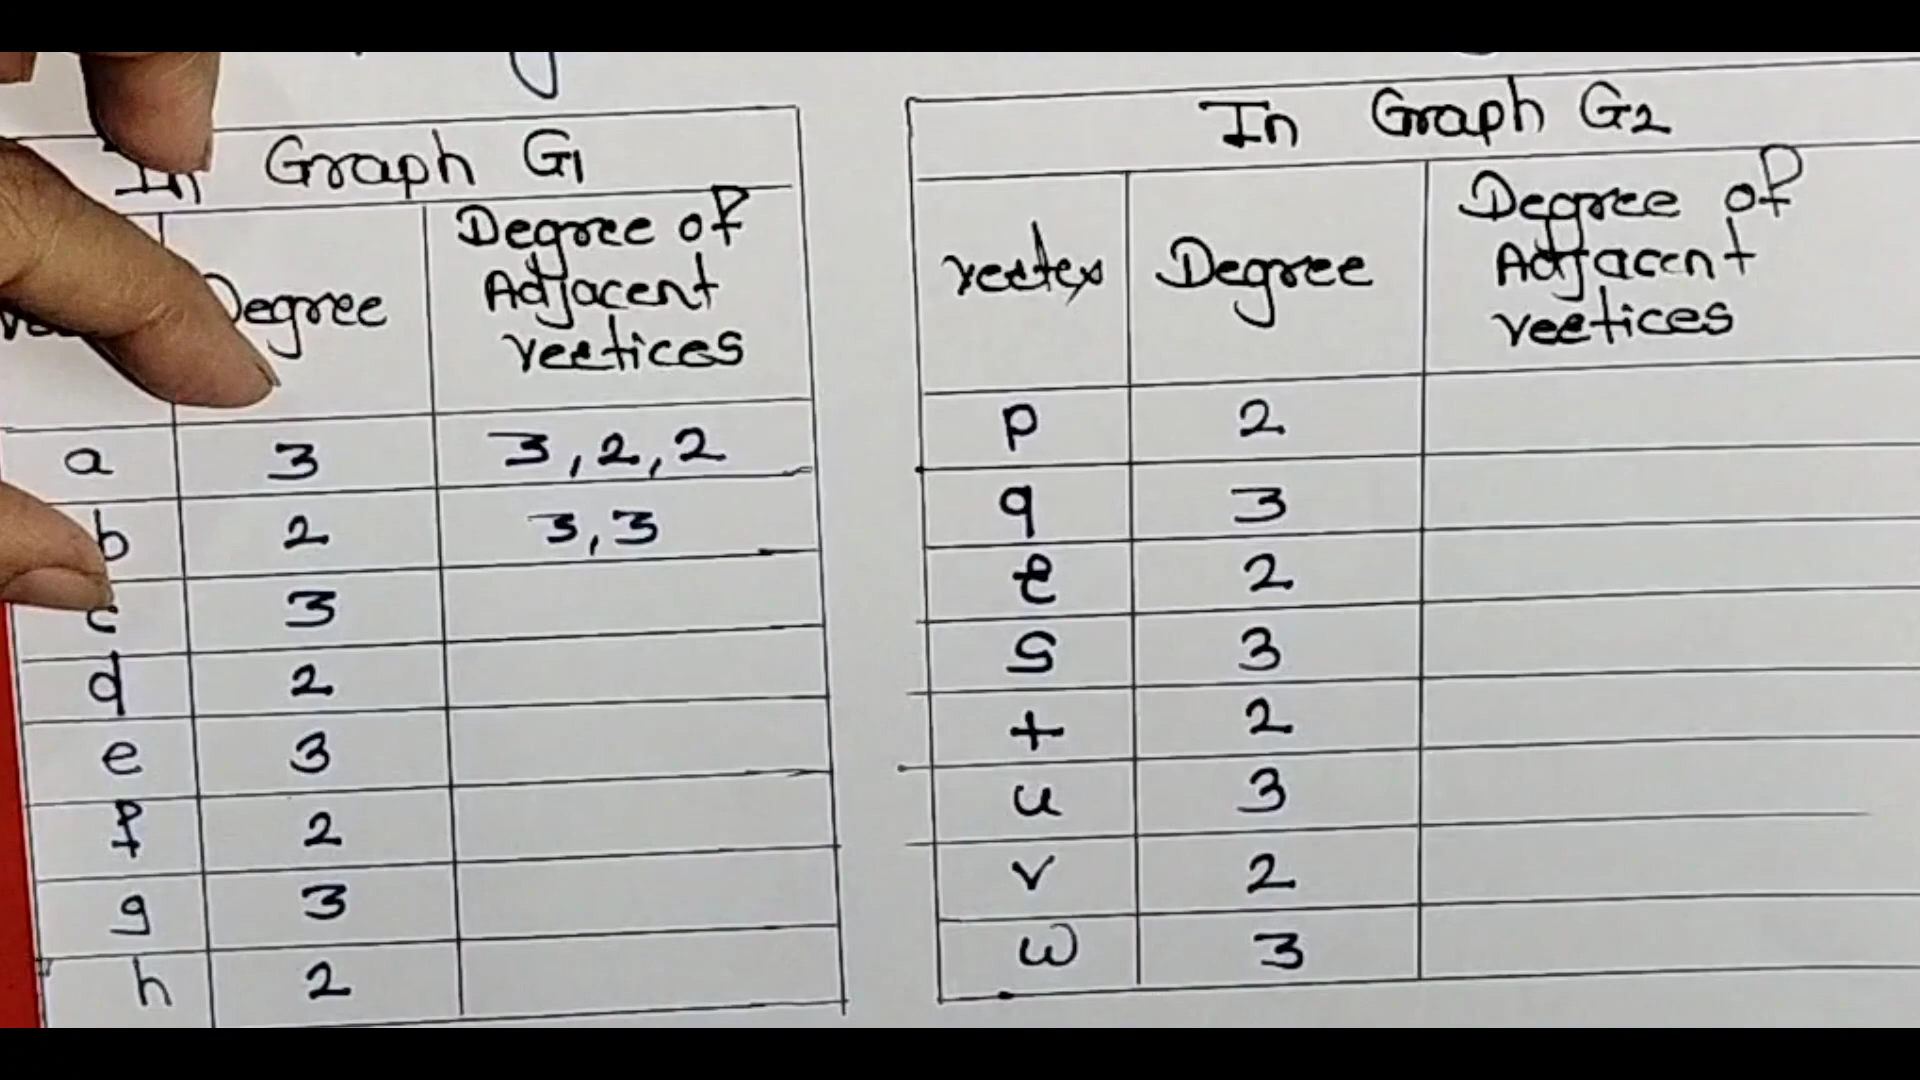 In Graph G1
Degree
Degree of
Adjacent
vertices
a 3 3,2,2
b 2 3,3
c 3
d 2
e 3
f 2
g 3
h 2
In Graph G2
vertex
Degree
Degree of
Adjacent
vertices
p 2
q 3
r 2
s 3
t 2
u 3
v 2
w 3